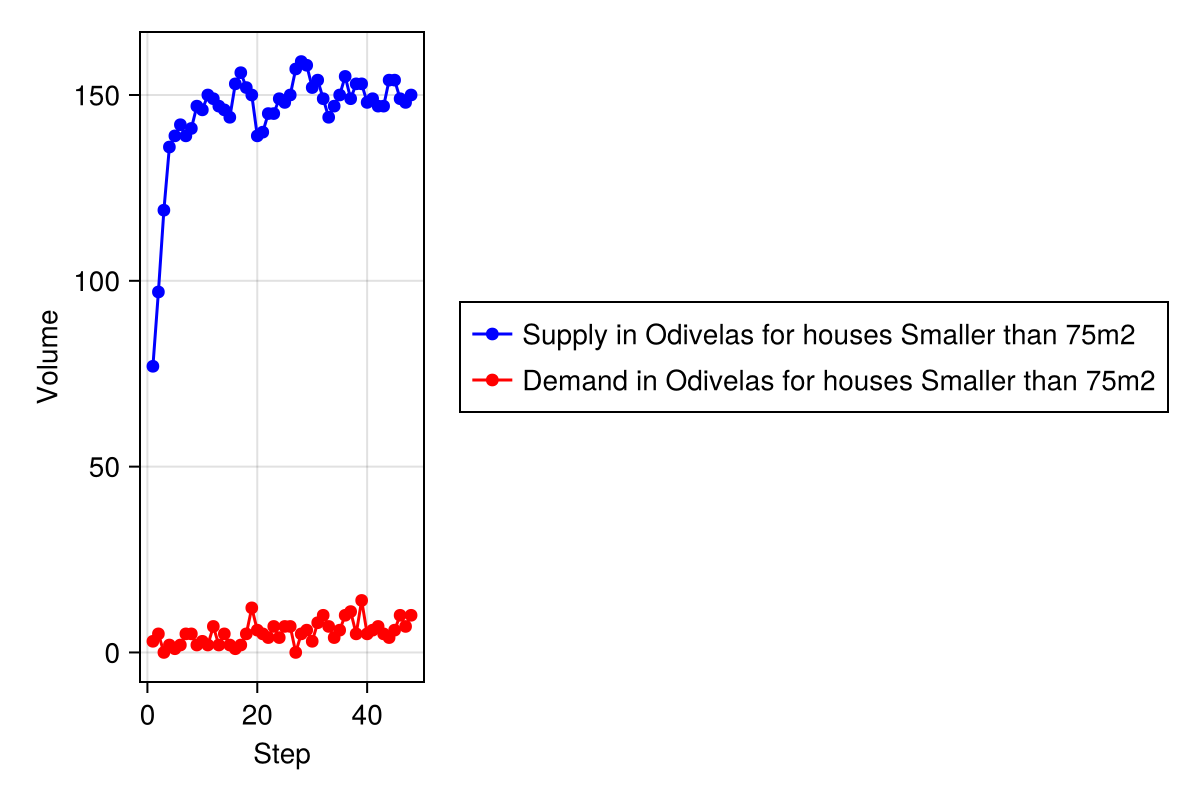 150
100
50
0
Volume
0 20 40
Step
Supply in Odivelas for houses Smaller than 75m2
Demand in Odivelas for houses Smaller than 75m2